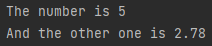 The number is 5
And the other one is 2.78